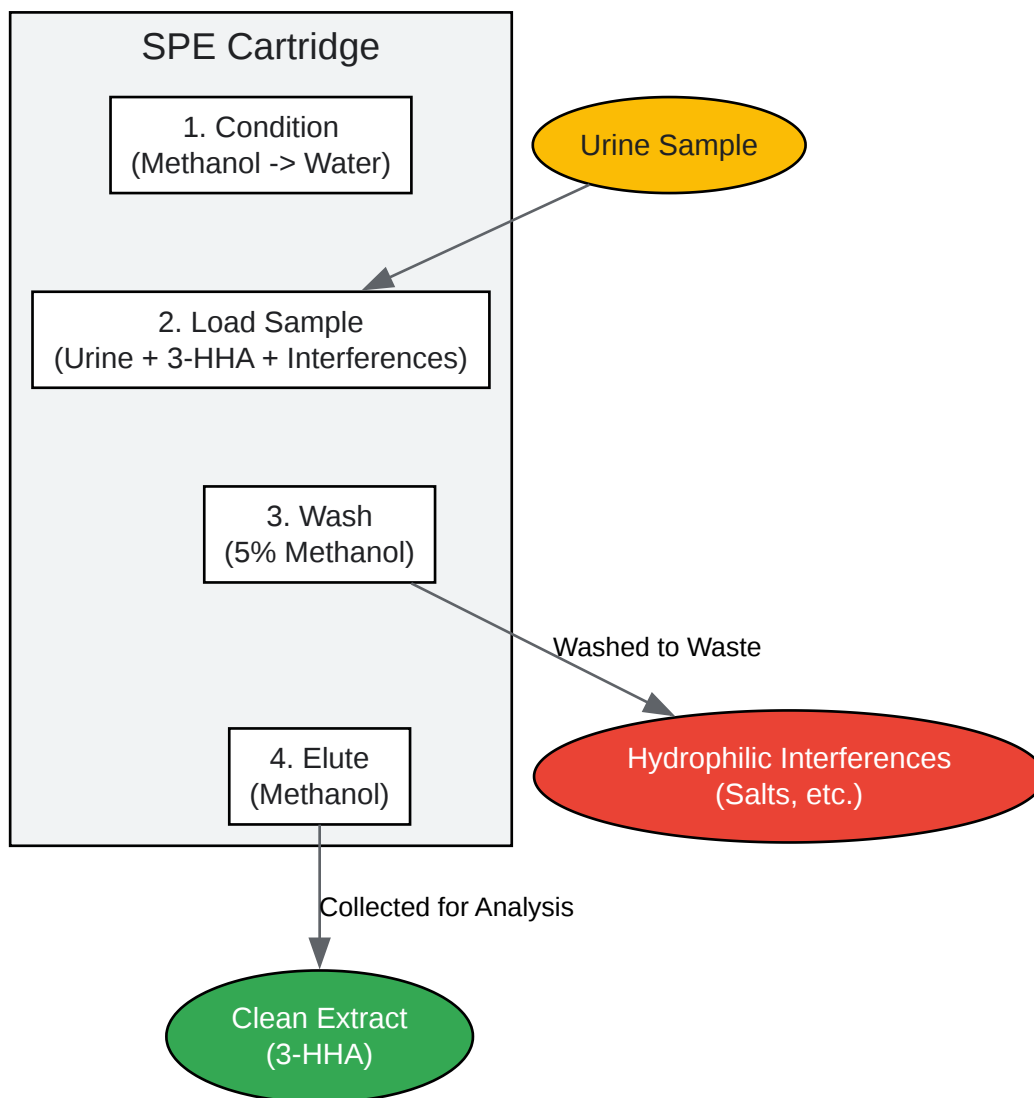 SPE Cartridge
1. Condition
(Methanol -> Water)
Urine Sample
2. Load Sample
(Urine + 3-HHA + Interferences)
3. Wash
(5% Methanol)
Washed to Waste
4. Elute
(Methanol)
Hydrophilic Interferences
(Salts, etc.)
Collected for Analysis
Clean Extract
(3-HHA)